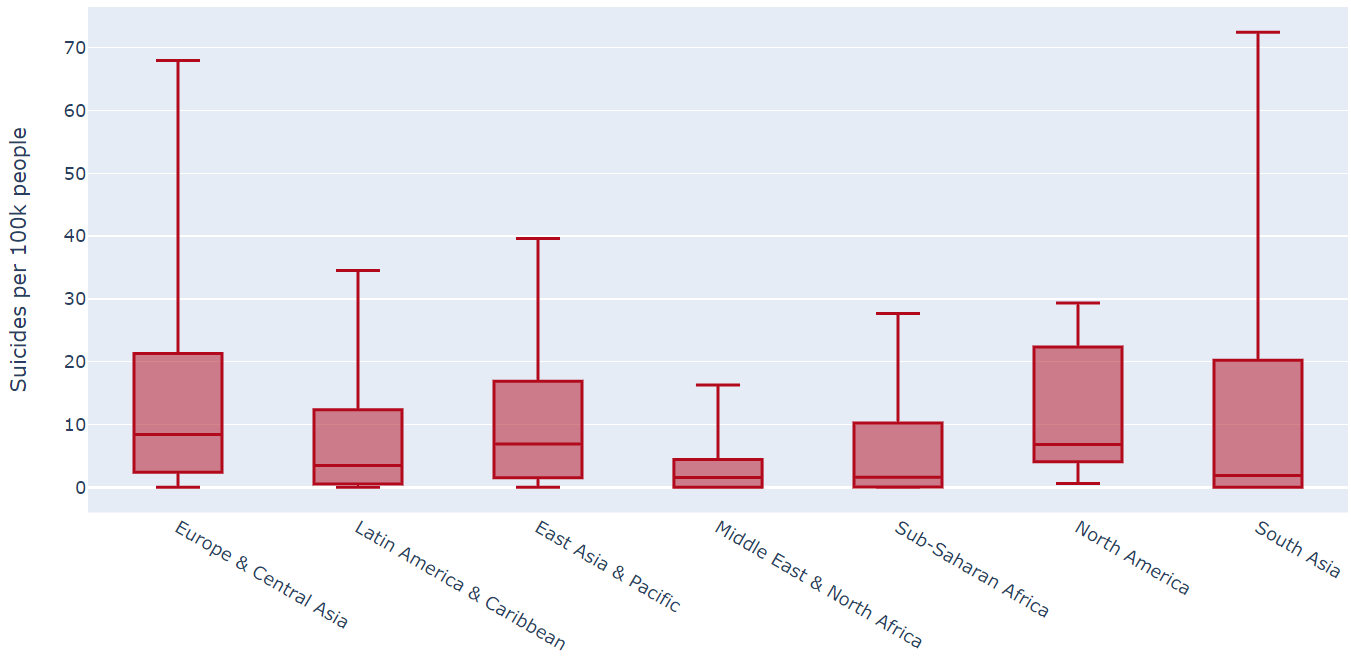 Suicides per 100k people
70
60
50
40
30
20
10
0
Europe & Central Asia
Latin America & Caribbean
East Asia & Pacific
Middle East & North Africa
Sub-Saharan Africa
North America
South Asia